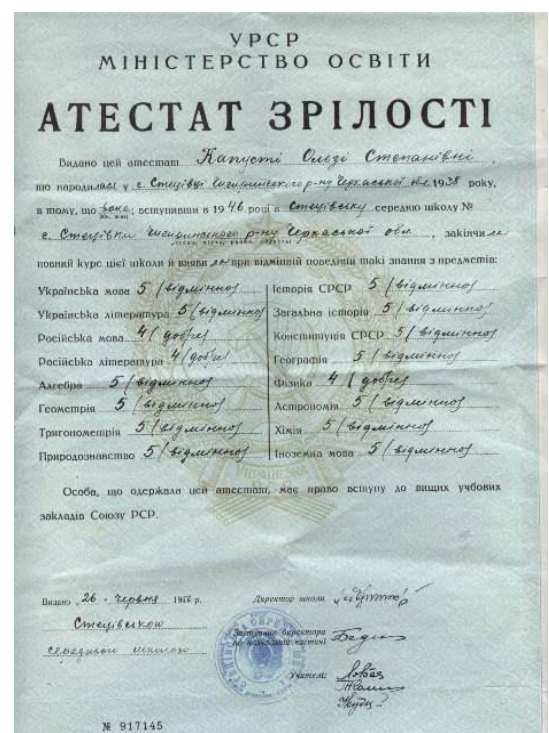 УРСР
МІНІСТЕРСТВО ОСВІТИ
АТЕСТАТ ЗРІЛОСТІ
Видано цей атестат Капусті Ользі Степанівні,
що народилася у с. Стецівці Чигиринського р-ну Черкаської обл. 1938 року,
в тому, що вона, вступивши в 1946 році в Стецівську середню школу №
с. Стецівки Чигиринського р-ну Черкаської обл., закінчила
повний курс цієї школи й виявила при відмінній поведінці такі знання з предметів:
Українська мова 5 (відмінно)
Українська література 5 (відмінно)
Російська мова 4 (добре)
Російська література 4 (добре)
Алгебра 5 (відмінно)
Геометрія 5 (відмінно)
Тригонометрія 5 (відмінно)
Природознавство 5 (відмінно)
Історія СРСР 5 (відмінно)
Загальна історія 5 (відмінно)
Конституція СРСР 5 (відмінно)
Географія 5 (відмінно)
Фізика 4 (добре)
Астрономія 5 (відмінно)
Хімія 5 (відмінно)
Іноземна мова 5 (відмінно)
Особа, що одержала цей атестат, має право вступу до вищих учбових
закладів Союзу РСР.
Видано "26" червня 1956 р.
Стецівською
середньою школою
Директор школи
Заступник директора
по навчальній частині
Учителі:
№ 917145